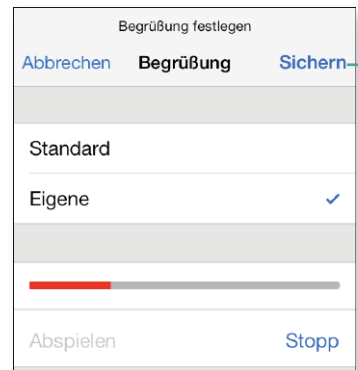 Begrüßung festlegen
Abbrechen Begrüßung Sichern
Standard
Eigene
Abspielen Stopp